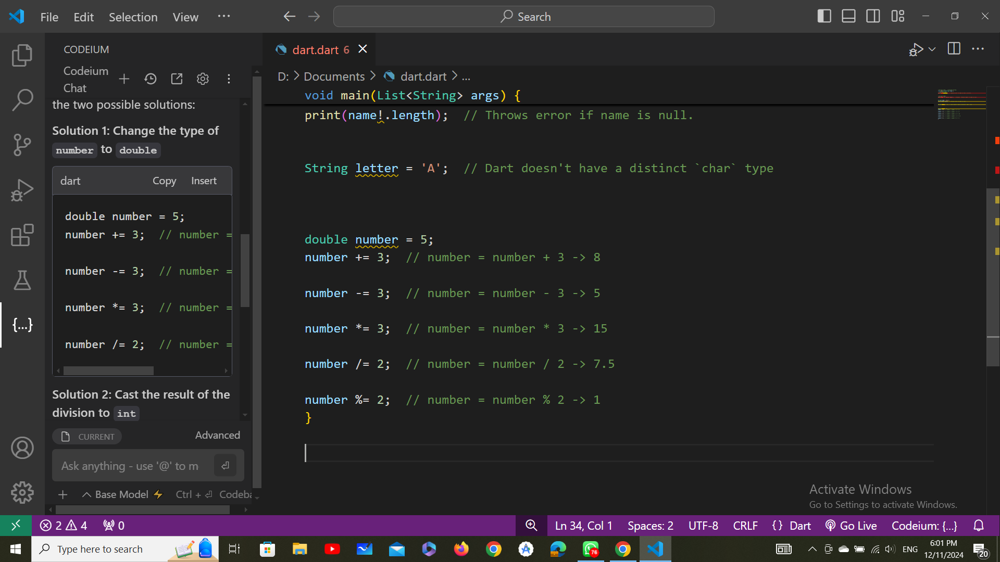 File Edit Selection View ··· Search
CODEIUM
Codeium
Chat
the two possible solutions:
Solution 1: Change the type of
number to double
dart Copy Insert
double number = 5;
number += 3;  // number =
number -= 3;  // number =
number *= 3;  // number =
number /= 2;  // number =
Solution 2: Cast the result of the
division to int
CURRENT Advanced
Ask anything - use '@' to m
Base Model Ctrl + ⏎ Codeba
dart.dart 6
D: > Documents > dart.dart > ...
void main(List<String> args) {
print(name!.length);  // Throws error if name is null.
String letter = 'A';  // Dart doesn't have a distinct `char` type
double number = 5;
number += 3;  // number = number + 3 -> 8
number -= 3;  // number = number - 3 -> 5
number *= 3;  // number = number * 3 -> 15
number /= 2;  // number = number / 2 -> 7.5
number %= 2;  // number = number % 2 -> 1
}
Activate Windows
Go to Settings to activate Windows.
2 4 0 Ln 34, Col 1 Spaces: 2 UTF-8 CRLF {} Dart Go Live Codeium: {...}
Type here to search 76 ENG 6:01 PM
12/11/2024 20